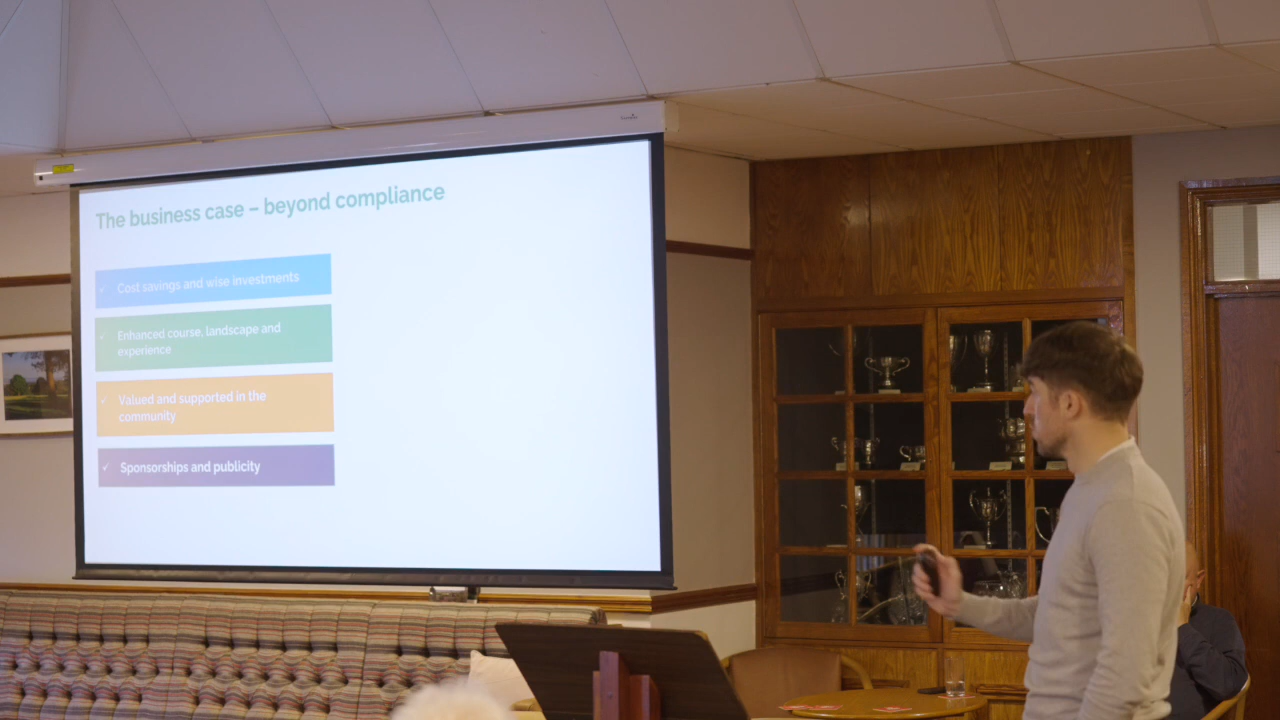 The business case – beyond compliance
✓ Cost savings and wise investments
✓ Enhanced course, landscape and
experience
✓ Valued and supported in the
community
✓ Sponsorships and publicity